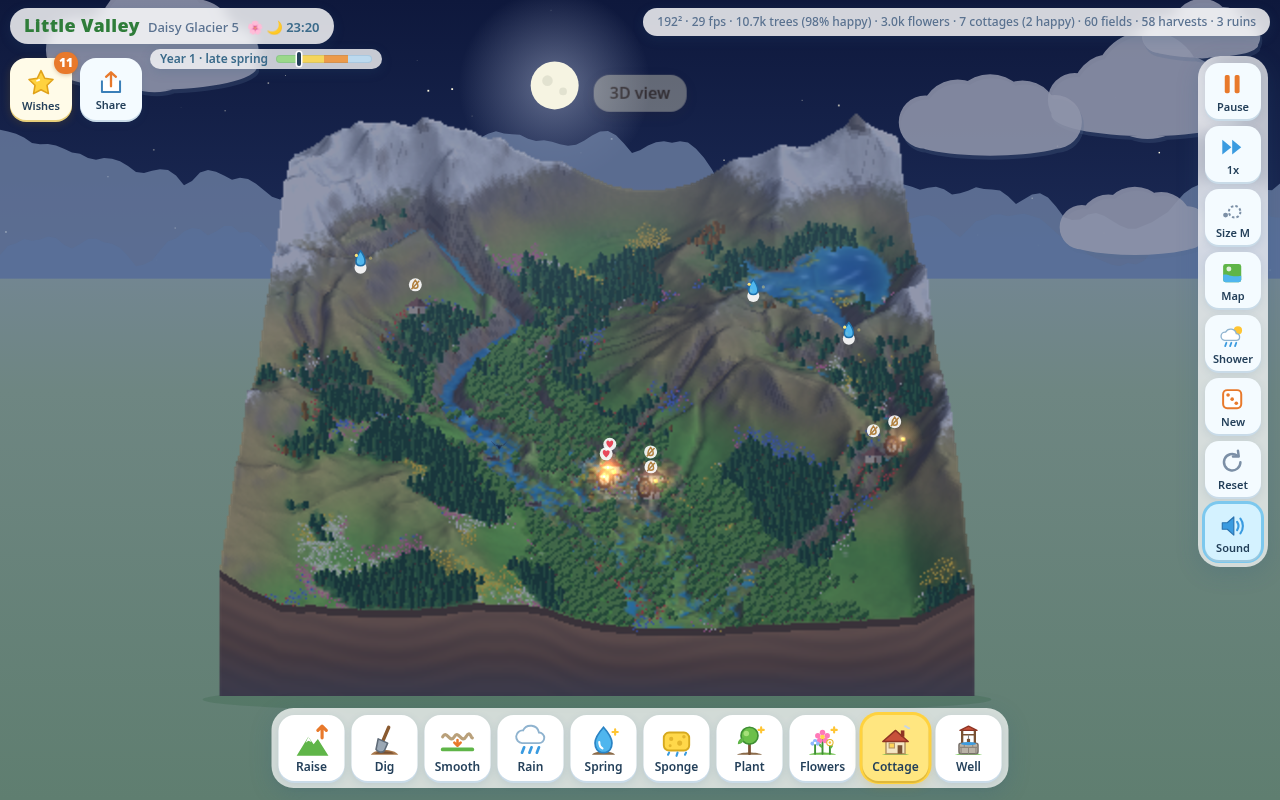 Little Valley Daisy Glacier 5 23:20
192² · 29 fps · 10.7k trees (98% happy) · 3.0k flowers · 7 cottages (2 happy) · 60 fields · 58 harvests · 3 ruins
Year 1 · late spring
11
Wishes
Share
3D view
Pause
1x
Size M
Map
Shower
New
Reset
Sound
Raise
Dig
Smooth
Rain
Spring
Sponge
Plant
Flowers
Cottage
Well